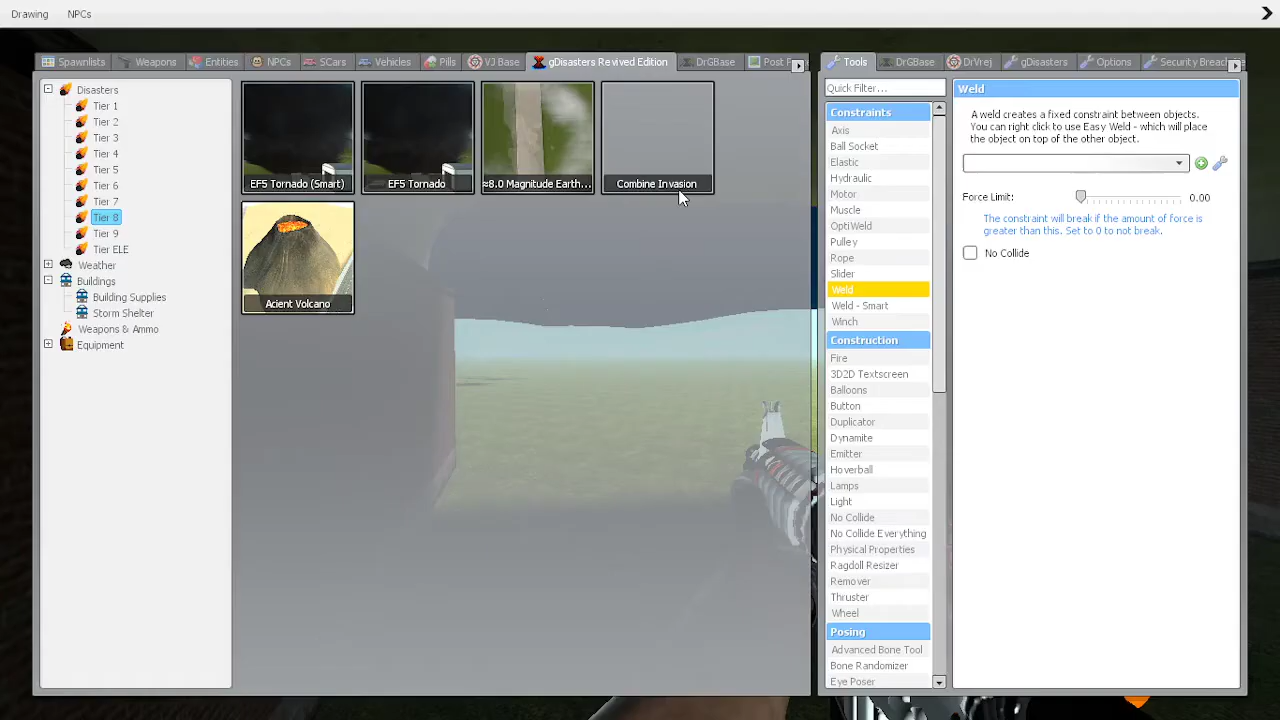 Drawing NPCs
Spawnlists Weapons Entities NPCs SCars Vehicles Pills VJ Base gDisasters Revived Edition DrGBase Post P
Disasters
Tier 1
Tier 2
Tier 3
Tier 4
Tier 5
Tier 6
Tier 7
Tier 8
Tier 9
Tier ELE
Weather
Buildings
Building Supplies
Storm Shelter
Weapons & Ammo
Equipment
EF5 Tornado (Smart) EF5 Tornado ≈8.0 Magnitude Earth... Combine Invasion
Acient Volcano
Tools DrGBase DrVrej gDisasters Options Security Breach
Quick Filter...
Constraints
Axis
Ball Socket
Elastic
Hydraulic
Motor
Muscle
OptiWeld
Pulley
Rope
Slider
Weld
Weld - Smart
Winch
Construction
Fire
3D2D Textscreen
Balloons
Button
Duplicator
Dynamite
Emitter
Hoverball
Lamps
Light
No Collide
No Collide Everything
Physical Properties
Ragdoll Resizer
Remover
Thruster
Wheel
Posing
Advanced Bone Tool
Bone Randomizer
Eye Poser
Weld
A weld creates a fixed constraint between objects.
You can right click to use Easy Weld - which will place
the object on top of the other object.
Force Limit: 0.00
The constraint will break if the amount of force is
greater than this. Set to 0 to not break.
No Collide